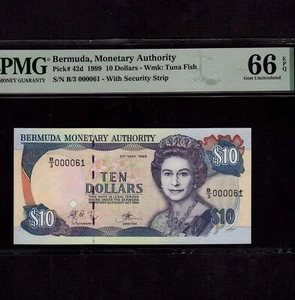 PMG
MONEY GUARANTY
Bermuda, Monetary Authority
Pick# 42d 1999 10 Dollars - Wmk: Tuna Fish
S/N B/3 000061 - With Security Strip
66 EPQ
Gem Uncirculated
BERMUDA MONETARY AUTHORITY
B/3 000061
$10
TEN
DOLLARS
B/3 000061
$10
$10